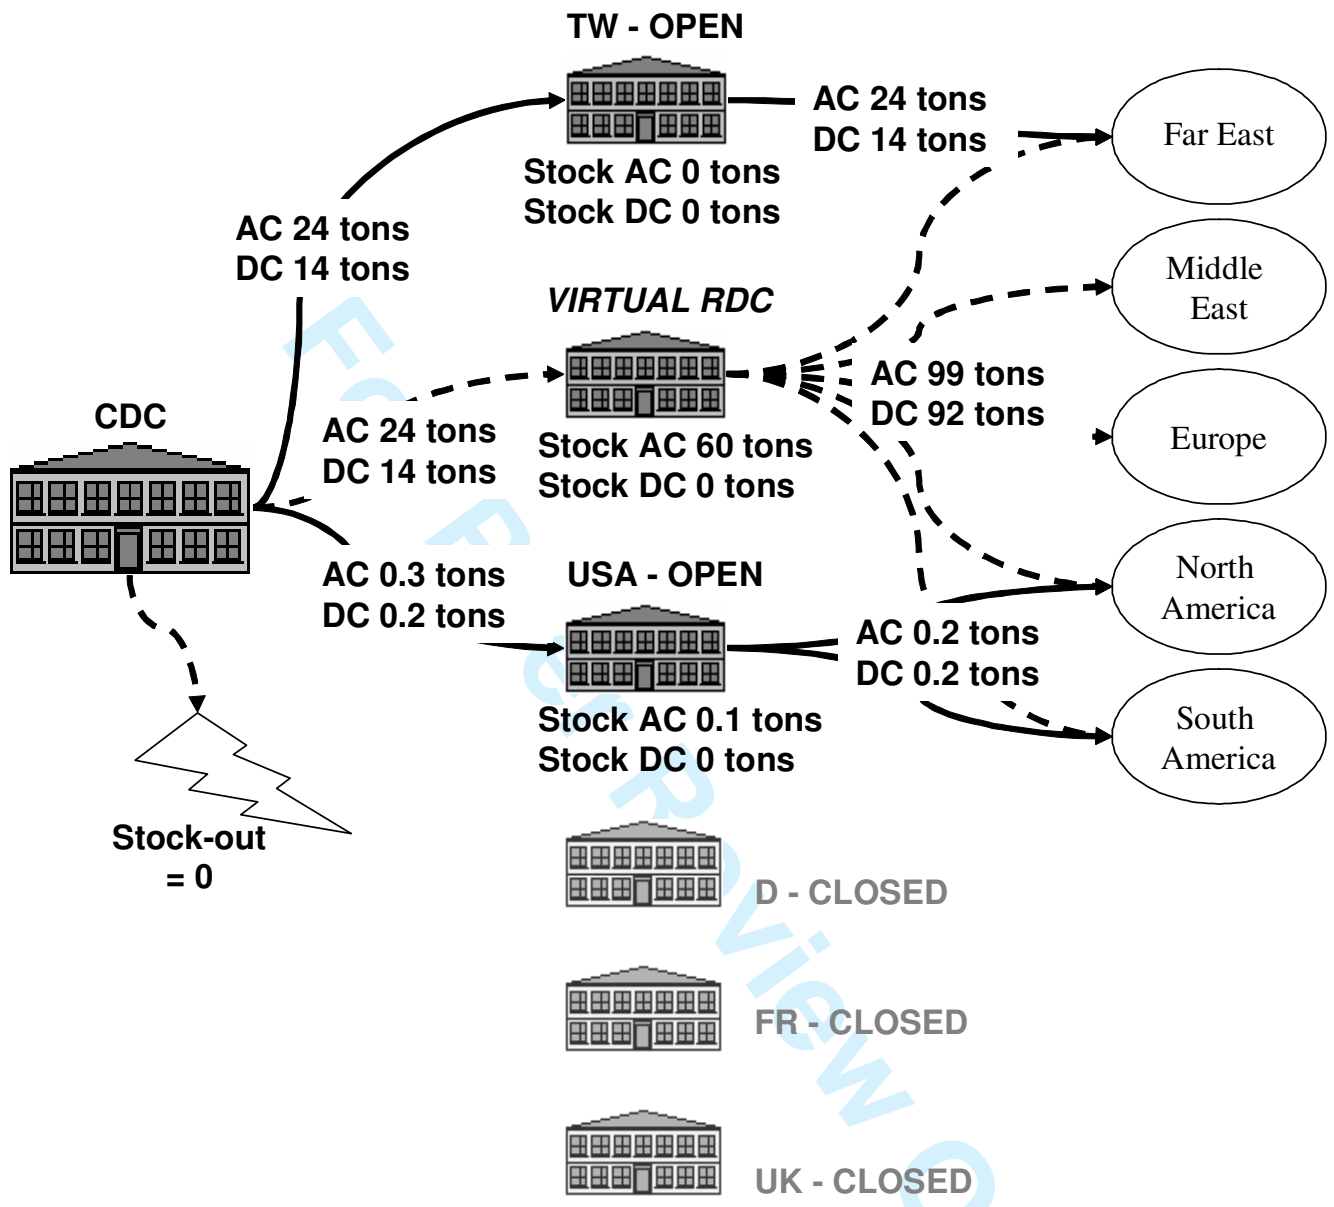 TW - OPEN
AC 24 tons
DC 14 tons
Far East
Stock AC 0 tons
Stock DC 0 tons
AC 24 tons
DC 14 tons
Middle
East
VIRTUAL RDC
AC 99 tons
DC 92 tons
CDC
AC 24 tons
DC 14 tons
Stock AC 60 tons
Stock DC 0 tons
Europe
AC 0.3 tons
DC 0.2 tons
USA - OPEN
North
America
AC 0.2 tons
DC 0.2 tons
Stock AC 0.1 tons
Stock DC 0 tons
South
America
Stock-out
= 0
D - CLOSED
FR - CLOSED
UK - CLOSED
For Peer Review O